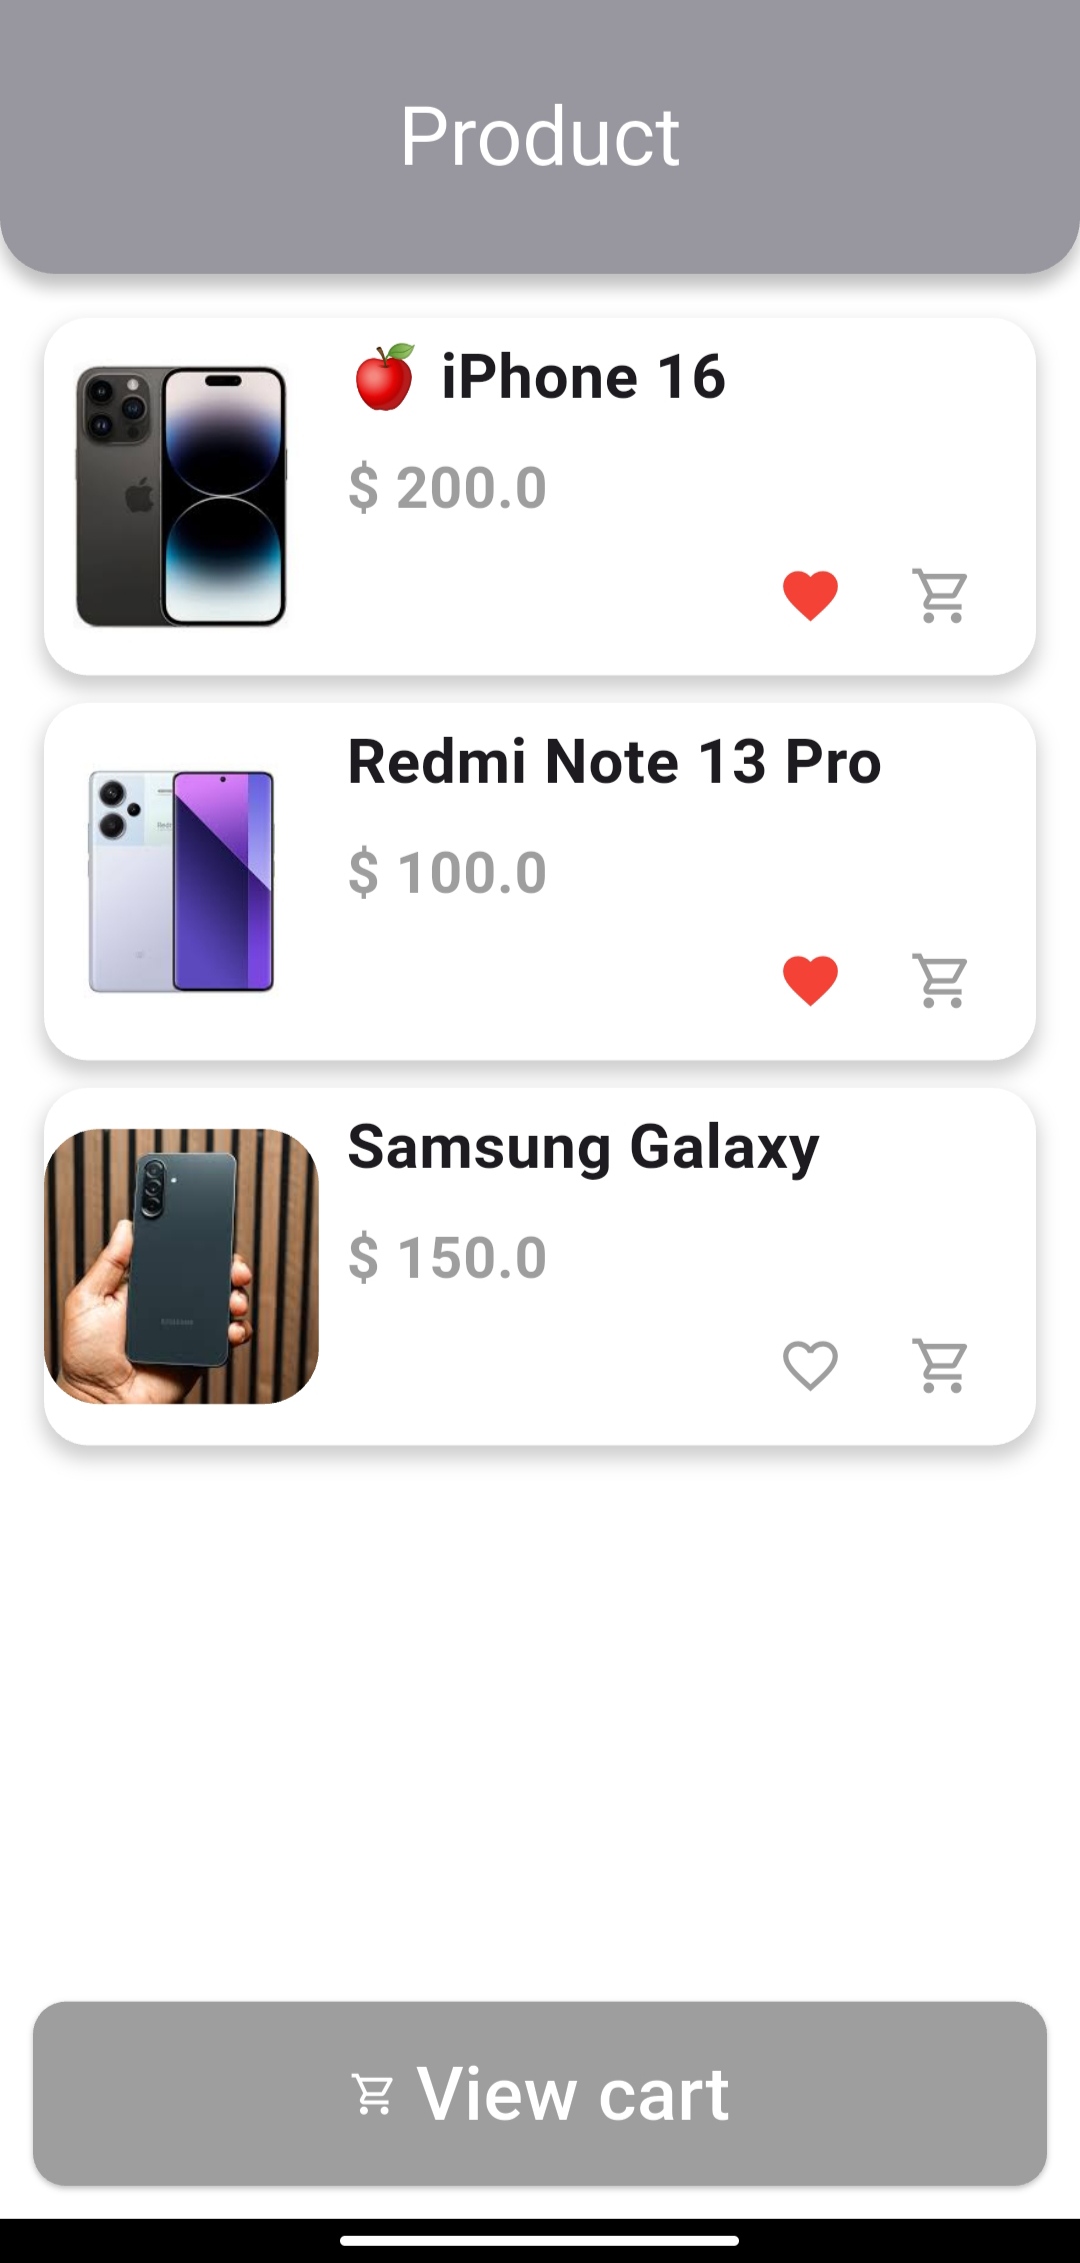 Product
🍎 iPhone 16
$ 200.0
Redmi Note 13 Pro
$ 100.0
Samsung Galaxy
$ 150.0
View cart